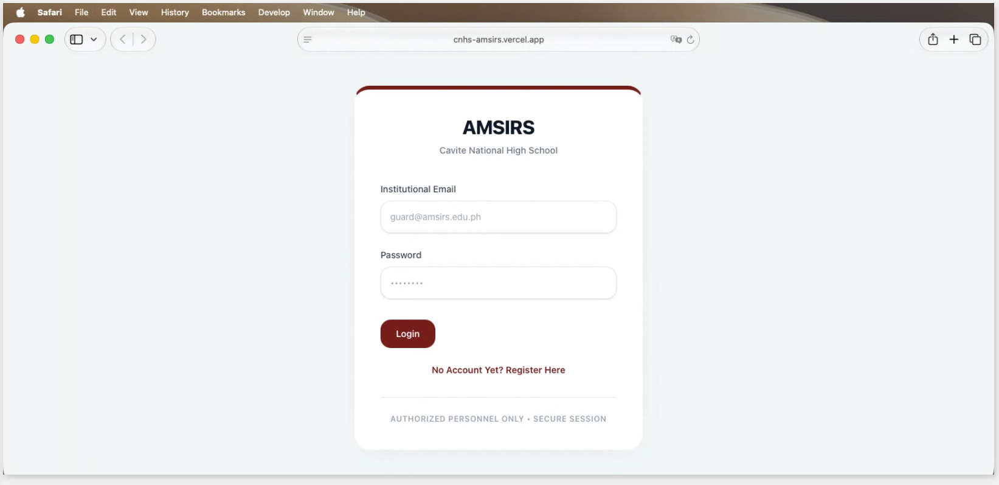 Safari File Edit View History Bookmarks Develop Window Help
cnhs-amsirs.vercel.app
AMSIRS
Cavite National High School
Institutional Email
guard@amsirs.edu.ph
Password
••••••••
Login
No Account Yet? Register Here
AUTHORIZED PERSONNEL ONLY • SECURE SESSION